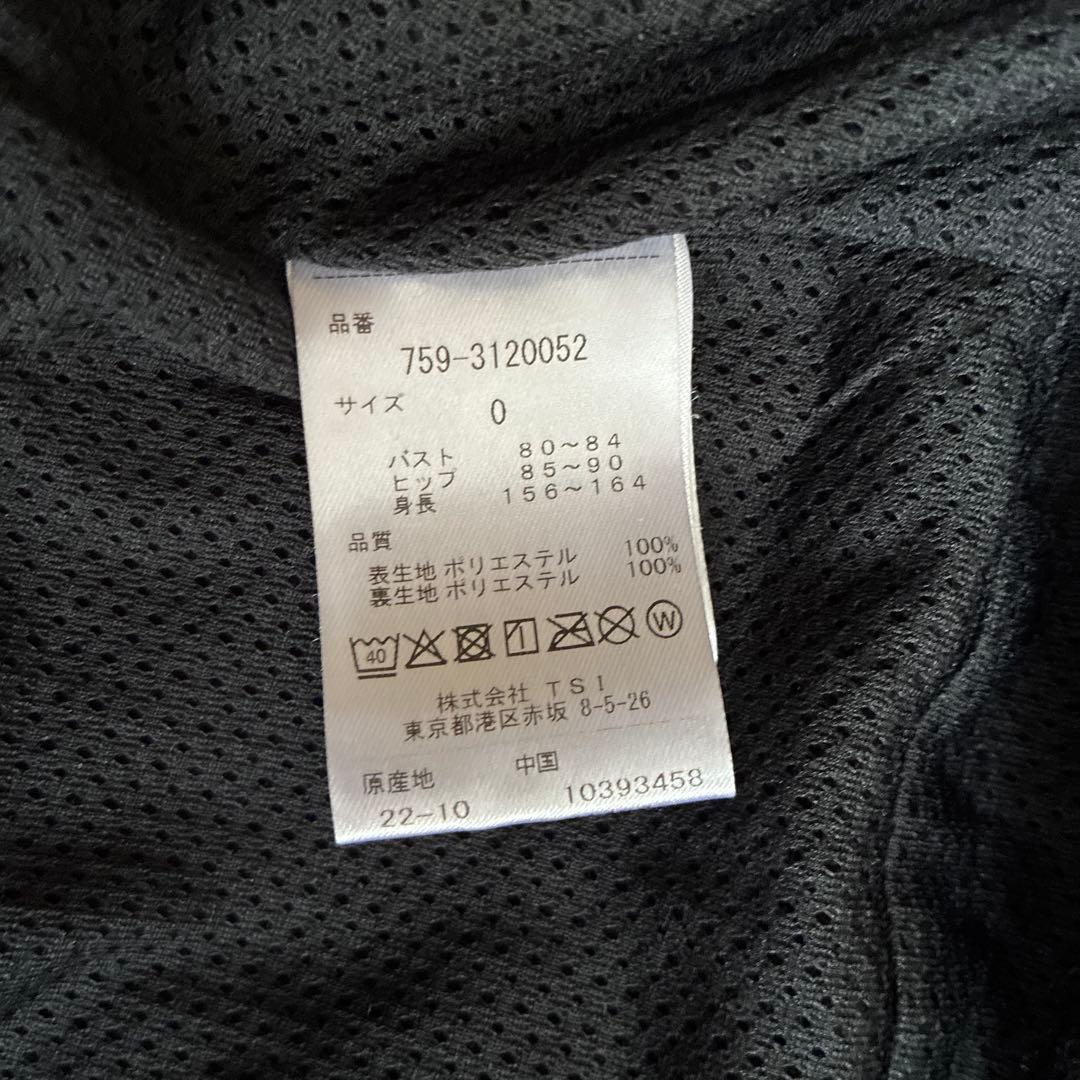 品番
759-3120052
サイズ 0
バスト 80～84
ヒップ 85～90
身長 156～164
品質
表生地 ポリエステル 100%
裏生地 ポリエステル 100%
40 W
株式会社 TSI
東京都港区赤坂 8-5-26
原産地 中国
22-10 10393458